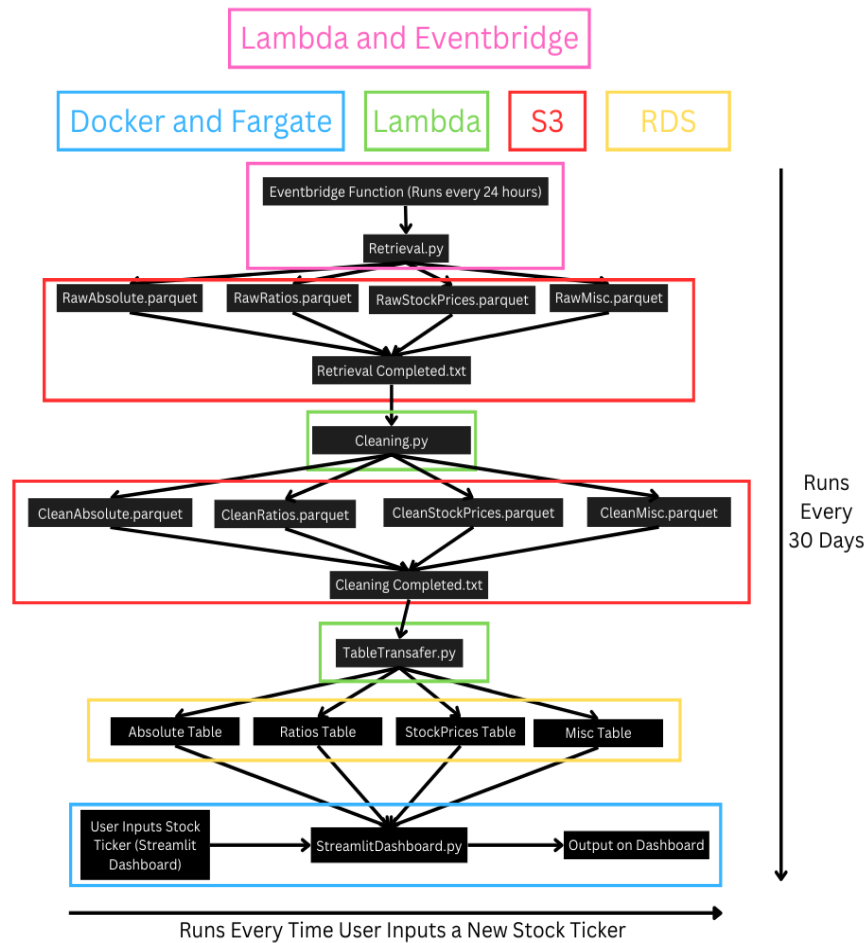 Lambda and Eventbridge
Docker and Fargate
Lambda
S3
RDS
Eventbridge Function (Runs every 24 hours)
Retrieval.py
RawAbsolute.parquet
RawRatios.parquet
RawStockPrices.parquet
RawMisc.parquet
Retrieval Completed.txt
Cleaning.py
CleanAbsolute.parquet
CleanRatios.parquet
CleanStockPrices.parquet
CleanMisc.parquet
Cleaning Completed.txt
TableTransafer.py
Absolute Table
Ratios Table
StockPrices Table
Misc Table
User Inputs Stock
Ticker (Streamlit
Dashboard)
StreamlitDashboard.py
Output on Dashboard
Runs
Every
30 Days
Runs Every Time User Inputs a New Stock Ticker